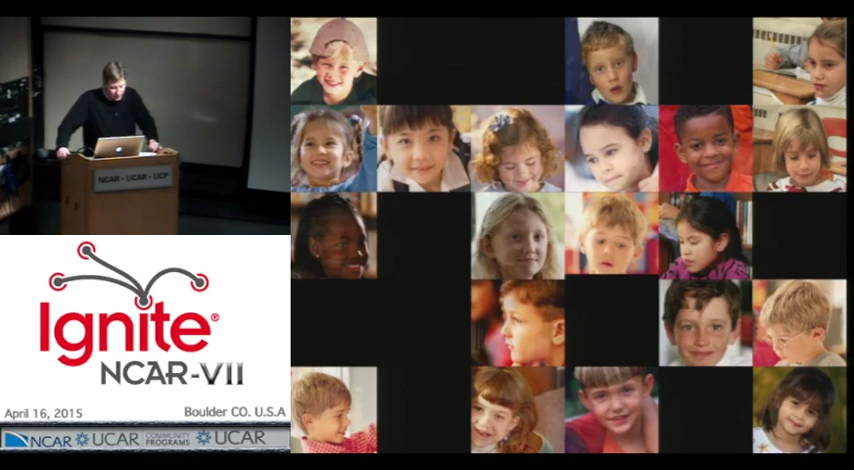 NCAR • UCAR • UCP
Ignite®
NCAR-VII
April 16, 2015
Boulder CO. U.S.A
NCAR
UCAR
COMMUNITY
PROGRAMS
UCAR